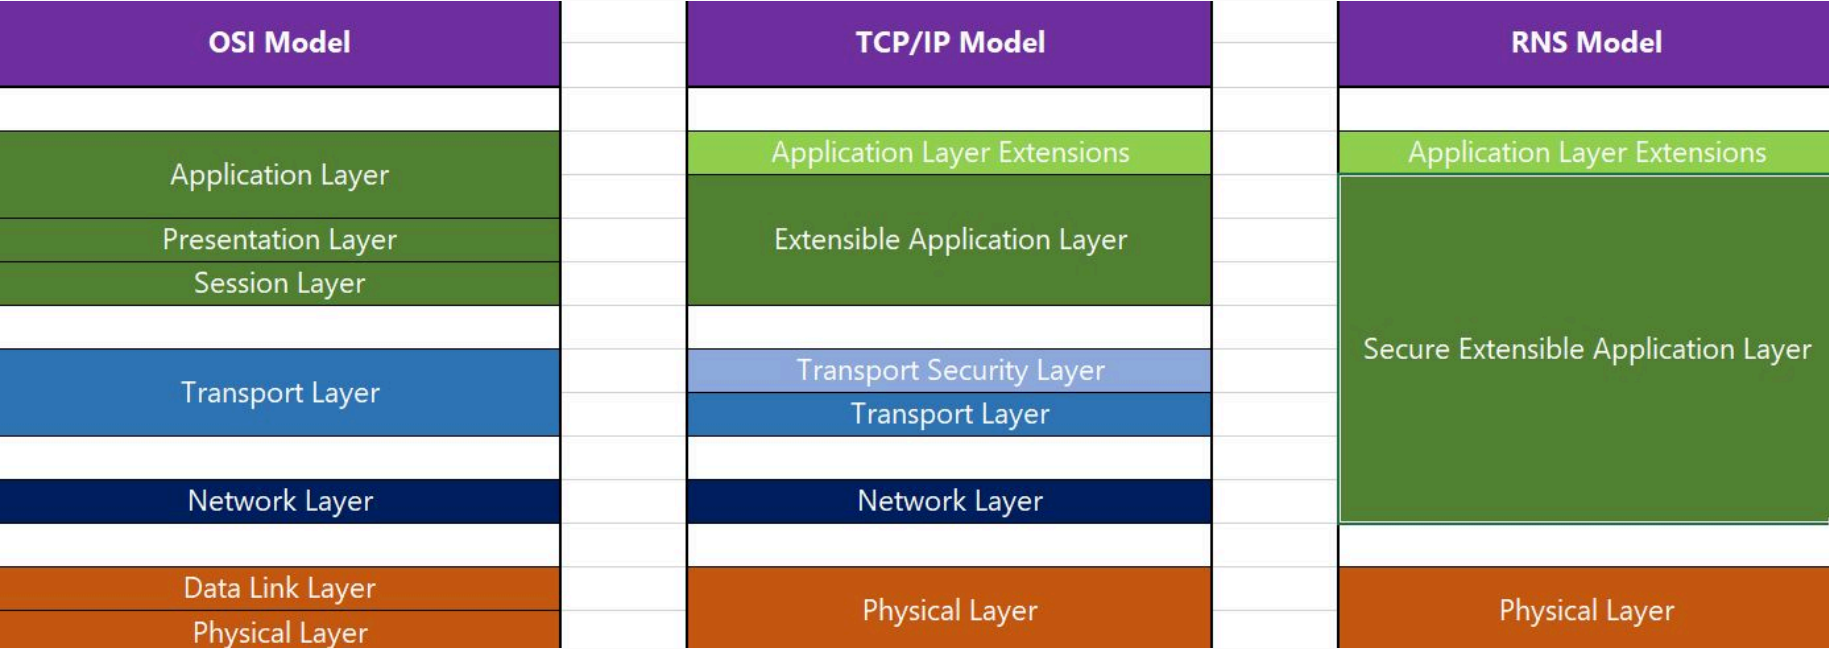 OSI Model
TCP/IP Model
RNS Model
Application Layer
Presentation Layer
Session Layer
Transport Layer
Network Layer
Data Link Layer
Physical Layer
Application Layer Extensions
Extensible Application Layer
Transport Security Layer
Transport Layer
Network Layer
Physical Layer
Application Layer Extensions
Secure Extensible Application Layer
Physical Layer